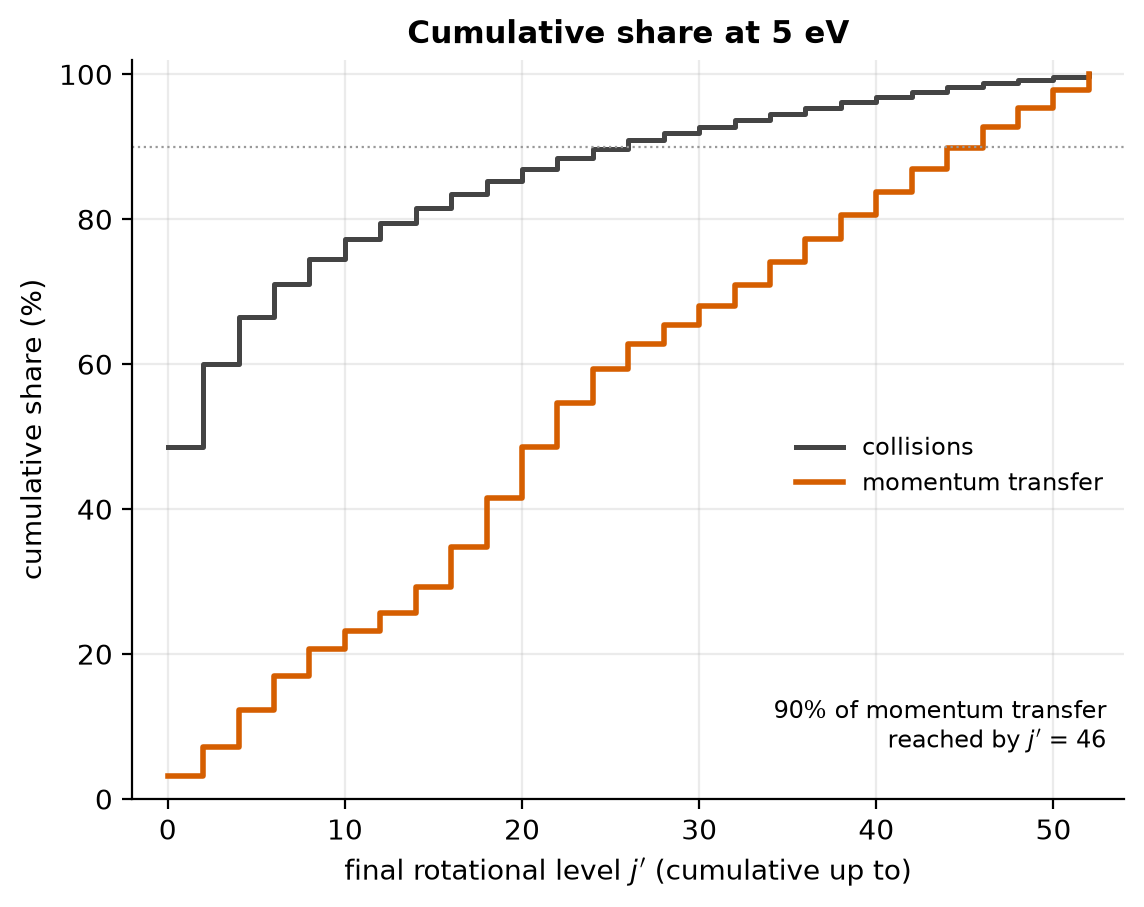 Cumulative share at 5 eV
cumulative share (%)
100
80
60
40
20
0
collisions
momentum transfer
90% of momentum transfer
reached by j′ = 46
0 10 20 30 40 50
final rotational level j′ (cumulative up to)